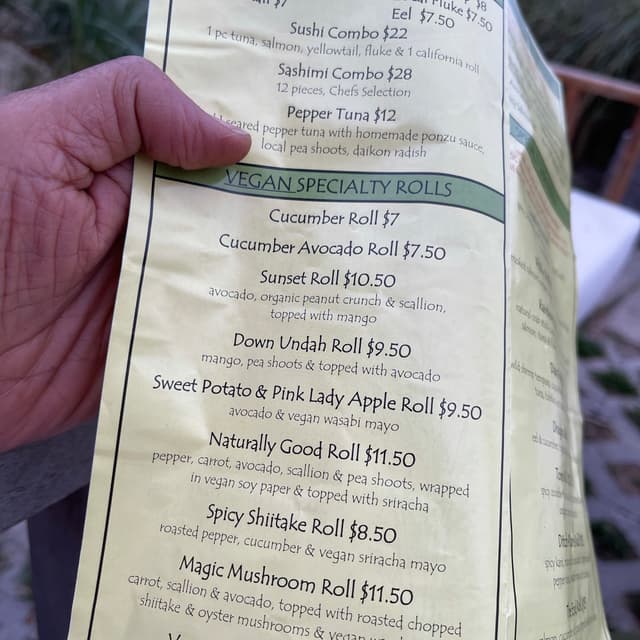 $7
$8
Fluke $7.50
Eel $7.50
Sushi Combo $22
1 pc tuna, salmon, yellowtail, fluke & 1 california roll
Sashimi Combo $28
12 pieces, Chefs Selection
Pepper Tuna $12
seared pepper tuna with homemade ponzu sauce,
local pea shoots, daikon radish
VEGAN SPECIALTY ROLLS
Cucumber Roll $7
Cucumber Avocado Roll $7.50
Sunset Roll $10.50
avocado, organic peanut crunch & scallion,
topped with mango
Down Undah Roll $9.50
mango, pea shoots & topped with avocado
Sweet Potato & Pink Lady Apple Roll $9.50
avocado & vegan wasabi mayo
Naturally Good Roll $11.50
pepper, carrot, avocado, scallion & pea shoots, wrapped
in vegan soy paper & topped with sriracha
Spicy Shiitake Roll $8.50
roasted pepper, cucumber & vegan sriracha mayo
Magic Mushroom Roll $11.50
carrot, scallion & avocado, topped with roasted chopped
shiitake & oyster mushrooms & vegan